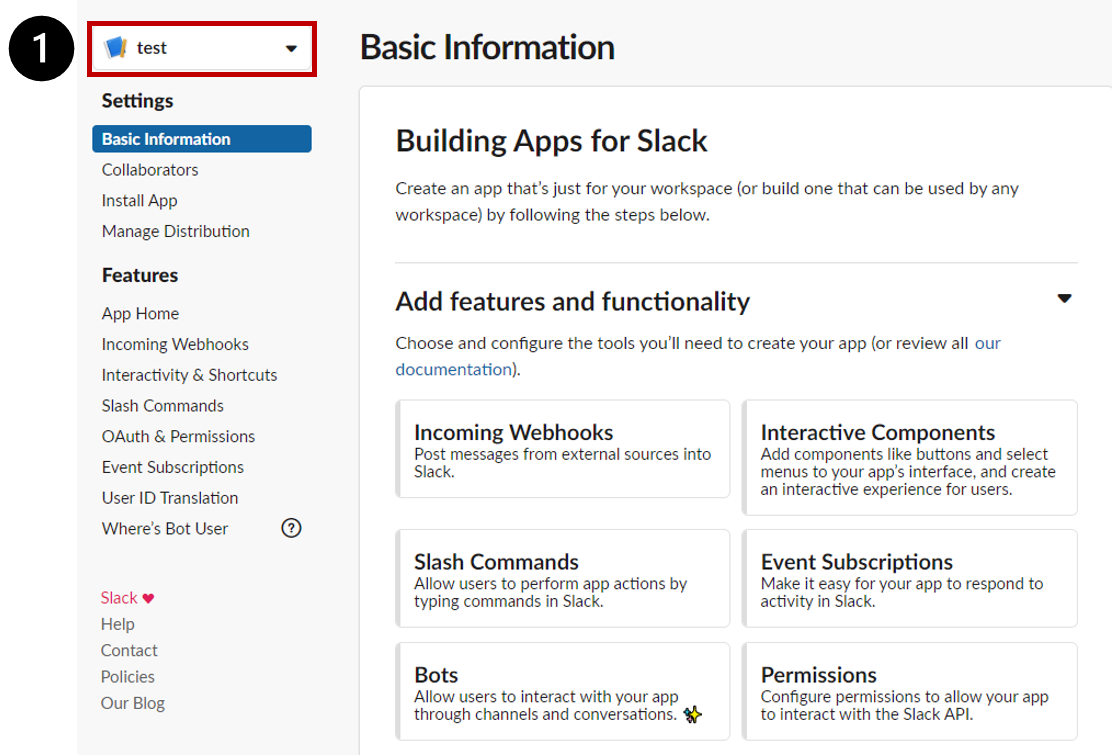 1
test
Settings
Basic Information
Collaborators
Install App
Manage Distribution
Features
App Home
Incoming Webhooks
Interactivity & Shortcuts
Slash Commands
OAuth & Permissions
Event Subscriptions
User ID Translation
Where’s Bot User ?
Slack ♥
Help
Contact
Policies
Our Blog
Basic Information
Building Apps for Slack
Create an app that’s just for your workspace (or build one that can be used by any
workspace) by following the steps below.
Add features and functionality
Choose and configure the tools you’ll need to create your app (or review all our
documentation).
Incoming Webhooks
Post messages from external sources into
Slack.
Interactive Components
Add components like buttons and select
menus to your app’s interface, and create
an interactive experience for users.
Slash Commands
Allow users to perform app actions by
typing commands in Slack.
Event Subscriptions
Make it easy for your app to respond to
activity in Slack.
Bots
Allow users to interact with your app
through channels and conversations.
Permissions
Configure permissions to allow your app
to interact with the Slack API.